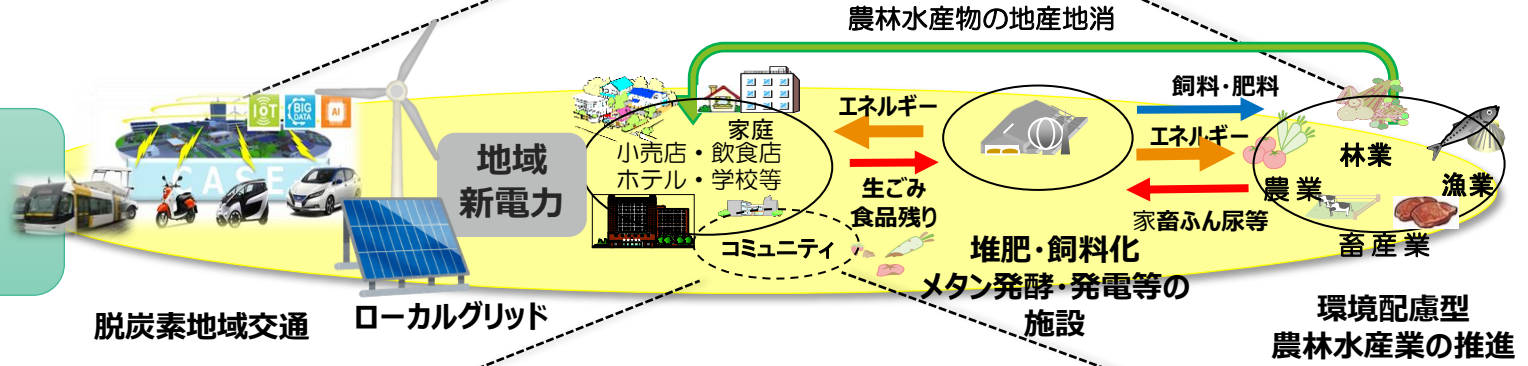 農林水産物の地産地消
IoT
BIG
DATA
AI
CASE
地域
新電力
家庭
小売店・飲食店
ホテル・学校等
コミュニティ
エネルギー
生ごみ
食品残り
飼料・肥料
エネルギー
家畜ふん尿等
林業
農業
漁業
畜産業
脱炭素地域交通
ローカルグリッド
堆肥・飼料化
メタン発酵・発電等の
施設
環境配慮型
農林水産業の推進